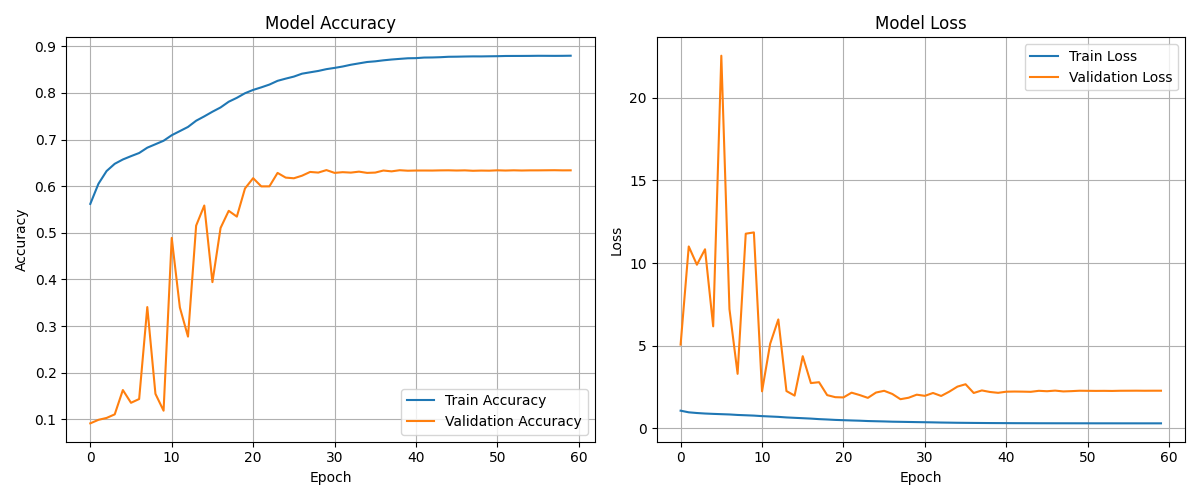 Model Accuracy
0.9
0.8
0.7
0.6
0.5
0.4
0.3
0.2
0.1
Accuracy
0 10 20 30 40 50 60
Epoch
Train Accuracy
Validation Accuracy
Model Loss
20
15
10
5
0
Loss
0 10 20 30 40 50 60
Epoch
Train Loss
Validation Loss